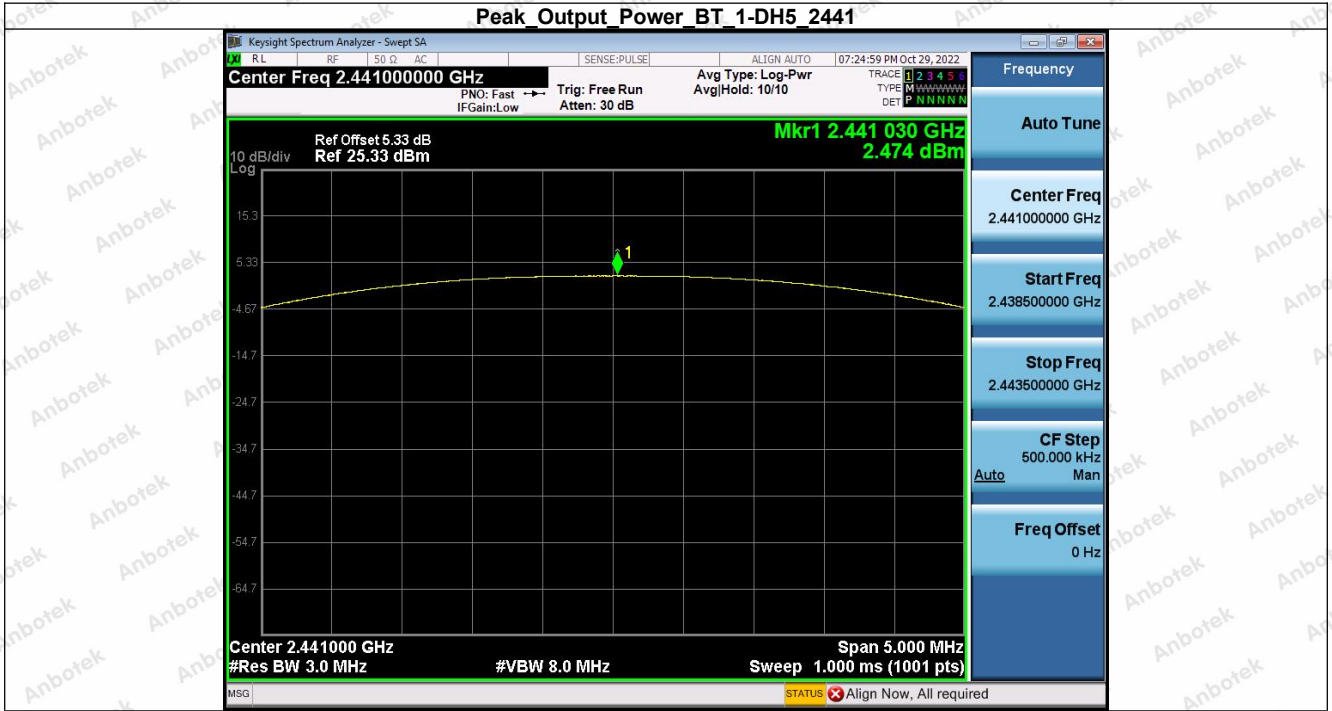 Peak_Output_Power_BT_1-DH5_2441
Keysight Spectrum Analyzer - Swept SA
LXI RL RF 50 Ω AC SENSE:PULSE ALIGN AUTO 07:24:59 PM Oct 29, 2022
Center Freq 2.441000000 GHz
PNO: Fast
IFGain:Low
Trig: Free Run
Atten: 30 dB
Avg Type: Log-Pwr
Avg|Hold: 10/10
TRACE 1 2 3 4 5 6
TYPE M WWWWW
DET P N N N N N
Frequency
Auto Tune
Center Freq
2.441000000 GHz
Start Freq
2.438500000 GHz
Stop Freq
2.443500000 GHz
CF Step
500.000 kHz
Auto Man
Freq Offset
0 Hz
Mkr1 2.441 030 GHz
2.474 dBm
Ref Offset 5.33 dB
10 dB/div Ref 25.33 dBm
Log
15.3
5.33
-4.67
-14.7
-24.7
-34.7
-44.7
-54.7
-64.7
1
Center 2.441000 GHz Span 5.000 MHz
#Res BW 3.0 MHz #VBW 8.0 MHz Sweep 1.000 ms (1001 pts)
MSG STATUS Align Now, All required
Anbotek